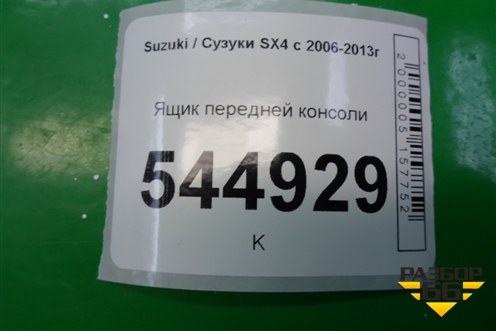 Suzuki / Сузуки SX4 с 2006-2013г
Ящик передней консоли
544929
К
2000005157752
РАЗБОР
66